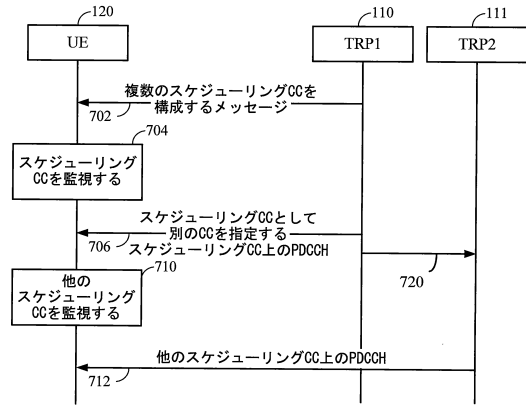 120
110
111
UE
TRP1
TRP2
複数のスケジューリングCCを
構成するメッセージ
702
704
スケジューリング
CCを監視する
スケジューリングCCとして
別のCCを指定する
スケジューリングCC上のPDCCH
706
710
720
他の
スケジューリング
CCを監視する
他のスケジューリングCC上のPDCCH
712